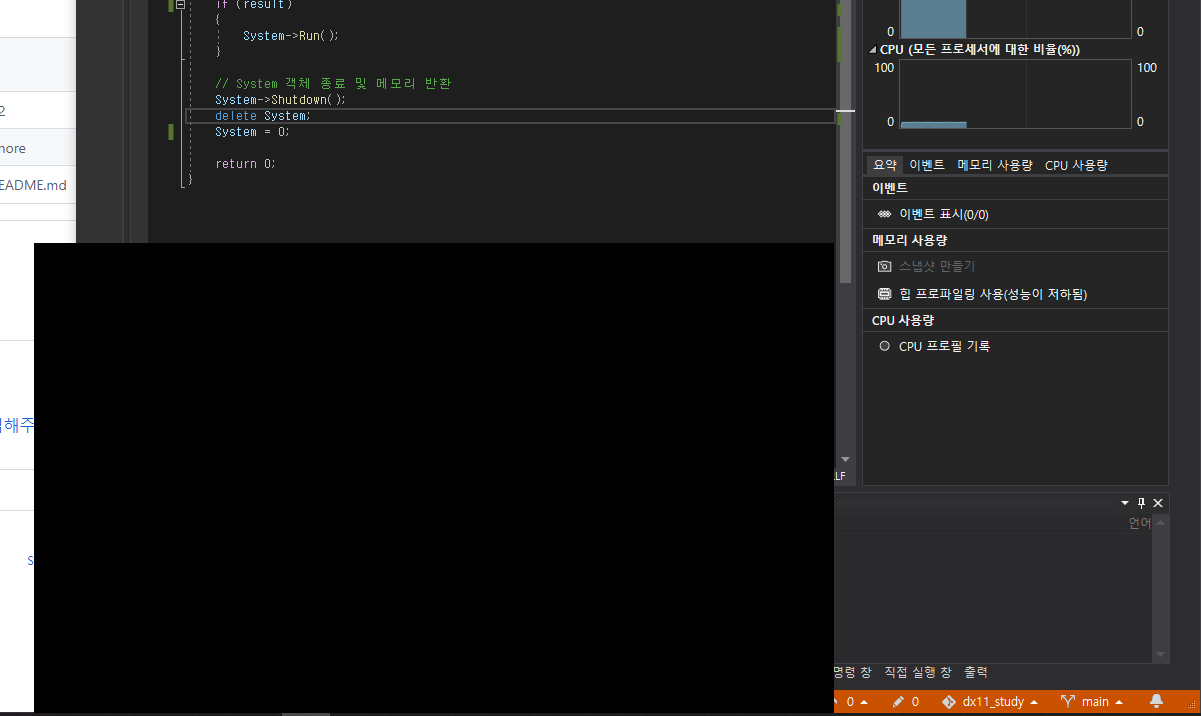 if (result)
{
System->Run();
}
// System 객체 종료 및 메모리 반환
System->Shutdown();
delete System;
System = 0;
return 0;
}
2
more
EADME.md
0
0
CPU (모든 프로세서에 대한 비율(%))
100
100
0
0
요약 이벤트 메모리 사용량 CPU 사용량
이벤트
이벤트 표시(0/0)
메모리 사용량
스냅샷 만들기
힙 프로파일링 사용(성능이 저하됨)
CPU 사용량
CPU 프로필 기록
해주
s
LF
언어
명령 창 직접 실행 창 출력
0 0 dx11_study main